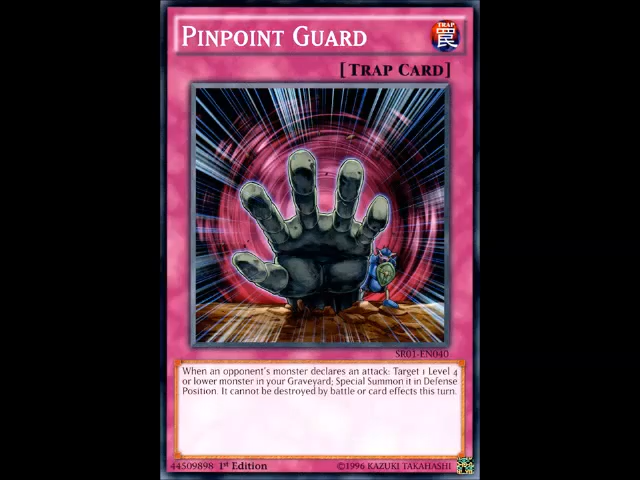 PINPOINT GUARD
TRAP
罠
[TRAP CARD]
SR01-EN040
When an opponent's monster declares an attack: Target 1 Level 4
or lower monster in your Graveyard; Special Summon it in Defense
Position. It cannot be destroyed by battle or card effects this turn.
44509898 1st Edition ©1996 KAZUKI TAKAHASHI